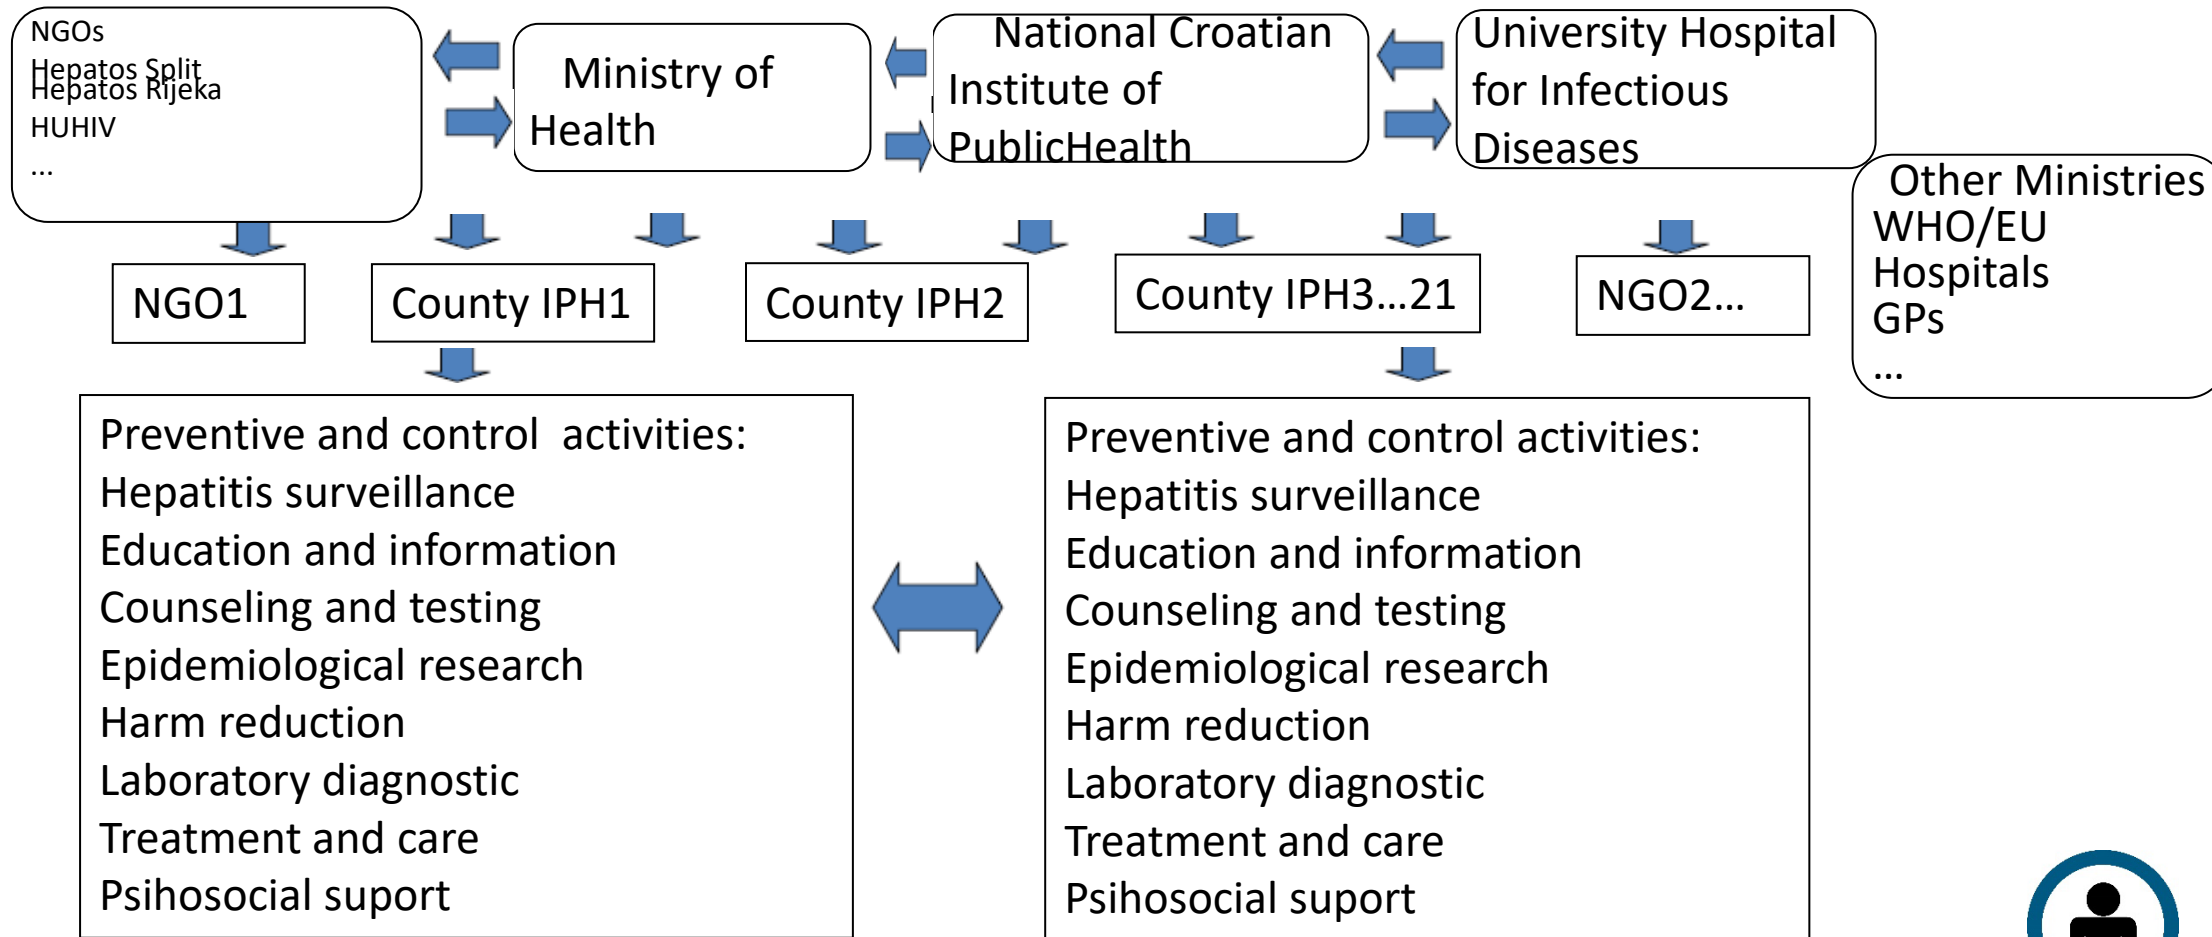 NGOs
Hepatos Split
Hepatos Rijeka
HUHIV
...
Ministry of
Health
National Croatian
Institute of
PublicHealth
University Hospital
for Infectious
Diseases
Other Ministries
WHO/EU
Hospitals
GPs
...
NGO1
County IPH1
County IPH2
County IPH3...21
NGO2...
Preventive and control  activities:
Hepatitis surveillance
Education and information
Counseling and testing
Epidemiological research
Harm reduction
Laboratory diagnostic
Treatment and care
Psihosocial suport
Preventive and control activities:
Hepatitis surveillance
Education and information
Counseling and testing
Epidemiological research
Harm reduction
Laboratory diagnostic
Treatment and care
Psihosocial suport